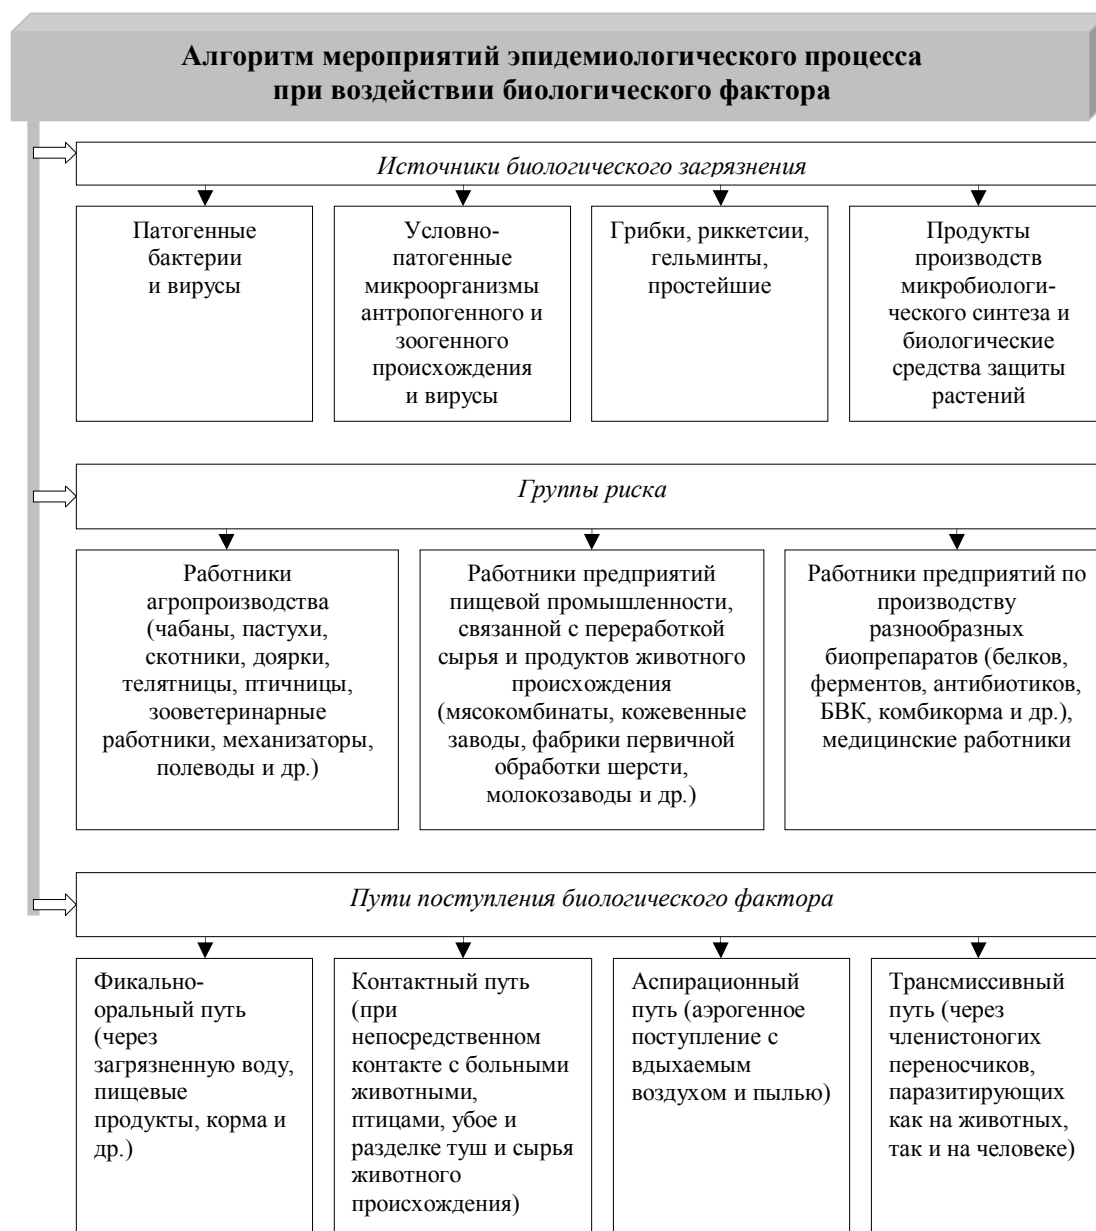 Алгоритм мероприятий эпидемиологического процесса
при воздействии биологического фактора
Источники биологического загрязнения
Патогенные
бактерии
и вирусы
Условно-
патогенные
микроорганизмы
антропогенного и
зоогенного
происхождения
и вирусы
Грибки, риккетсии,
гельминты,
простейшие
Продукты
производств
микробиологи-
ческого синтеза и
биологические
средства защиты
растений
Группы риска
Работники
агропроизводства
(чабаны, пастухи,
скотники, доярки,
телятницы, птичницы,
зооветеринарные
работники, механизаторы,
полеводы и др.)
Работники предприятий
пищевой промышленности,
связанной с переработкой
сырья и продуктов животного
происхождения
(мясокомбинаты, кожевенные
заводы, фабрики первичной
обработки шерсти,
молокозаводы и др.)
Работники предприятий по
производству
разнообразных
биопрепаратов (белков,
ферментов, антибиотиков,
БВК, комбикорма и др.),
медицинские работники
Пути поступления биологического фактора
Фикально-
оральный путь
(через
загрязненную воду,
пищевые
продукты, корма и
др.)
Контактный путь
(при
непосредственном
контакте с больными
животными,
птицами, убое и
разделке туш и сырья
животного
происхождения)
Аспирационный
путь (аэрогенное
поступление с
вдыхаемым
воздухом и пылью)
Трансмиссивный
путь (через
членистоногих
переносчиков,
паразитирующих
как на животных,
так и на человеке)